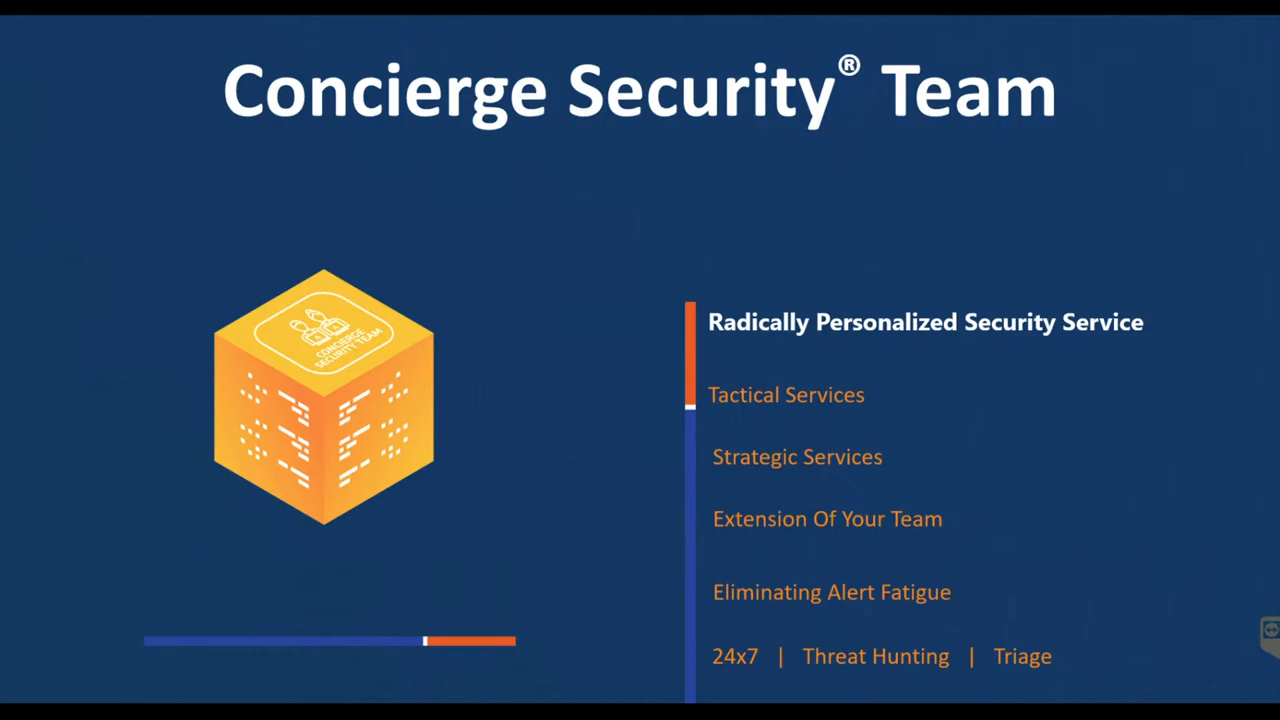 Concierge Security® Team
CONCIERGE
SECURITY TEAM
Radically Personalized Security Service
Tactical Services
Strategic Services
Extension Of Your Team
Eliminating Alert Fatigue
24x7 | Threat Hunting | Triage